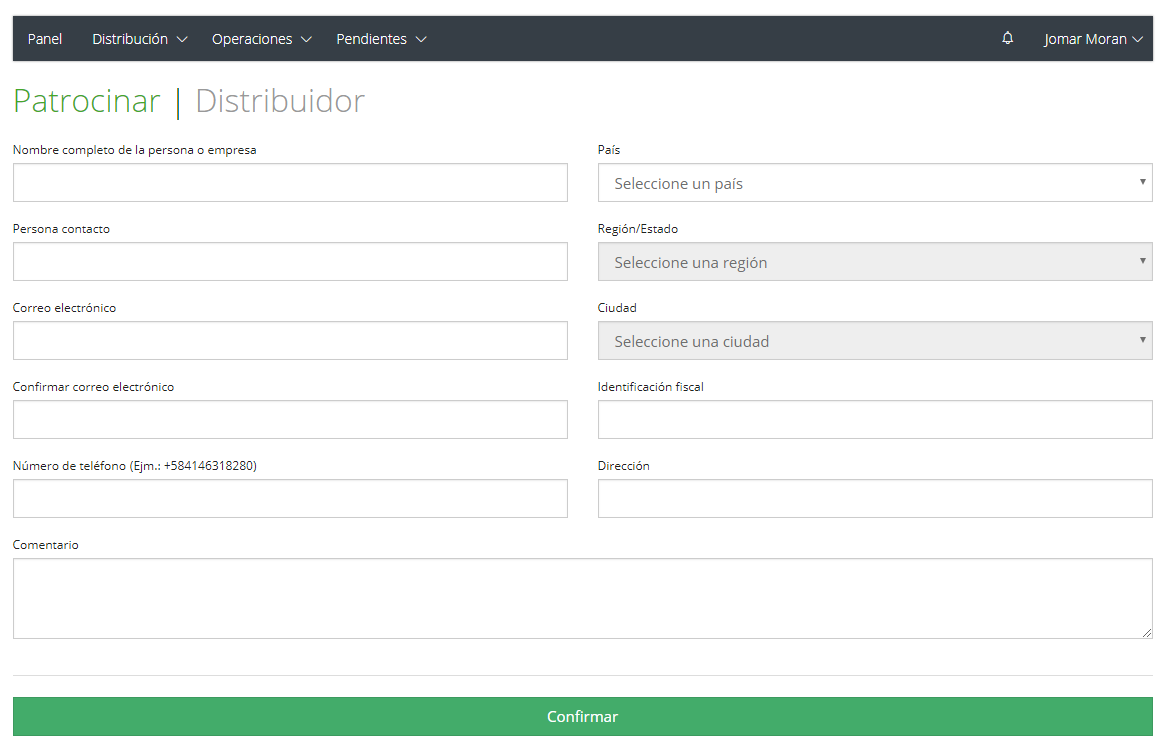 Panel Distribución Operaciones Pendientes Jomar Moran
Patrocinar | Distribuidor
Nombre completo de la persona o empresa
País
Seleccione un país
Persona contacto
Región/Estado
Seleccione una región
Correo electrónico
Ciudad
Seleccione una ciudad
Confirmar correo electrónico
Identificación fiscal
Número de teléfono (Ejm.: +584146318280)
Dirección
Comentario
Confirmar